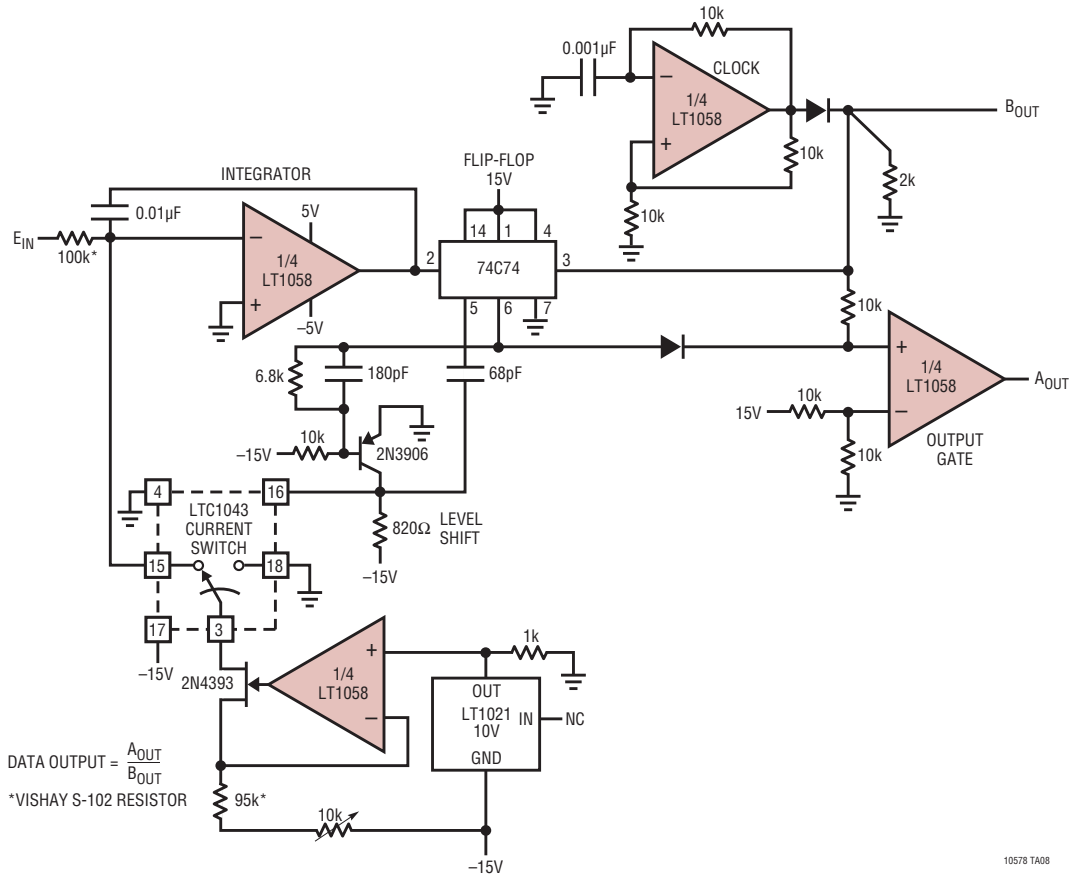 10k
0.001µF
CLOCK
–
1/4
LT1058
+
10k
10k
BOUT
2k
INTEGRATOR
0.01µF
EIN
100k*
5V
–
1/4
LT1058
+
–5V
FLIP-FLOP
15V
14 1 4
2
74C74
3
5 6 7
10k
6.8k
180pF
68pF
+
1/4
LT1058
–
AOUT
15V
10k
10k
OUTPUT
GATE
–15V
10k
2N3906
4
16
LTC1043
CURRENT
SWITCH
820Ω
LEVEL
SHIFT
–15V
15
18
17
3
–15V
2N4393
+
1/4
LT1058
–
1k
OUT
LT1021
10V
IN
NC
GND
DATA OUTPUT = AOUT
BOUT
*VISHAY S-102 RESISTOR
95k*
10k
–15V
10578 TA08